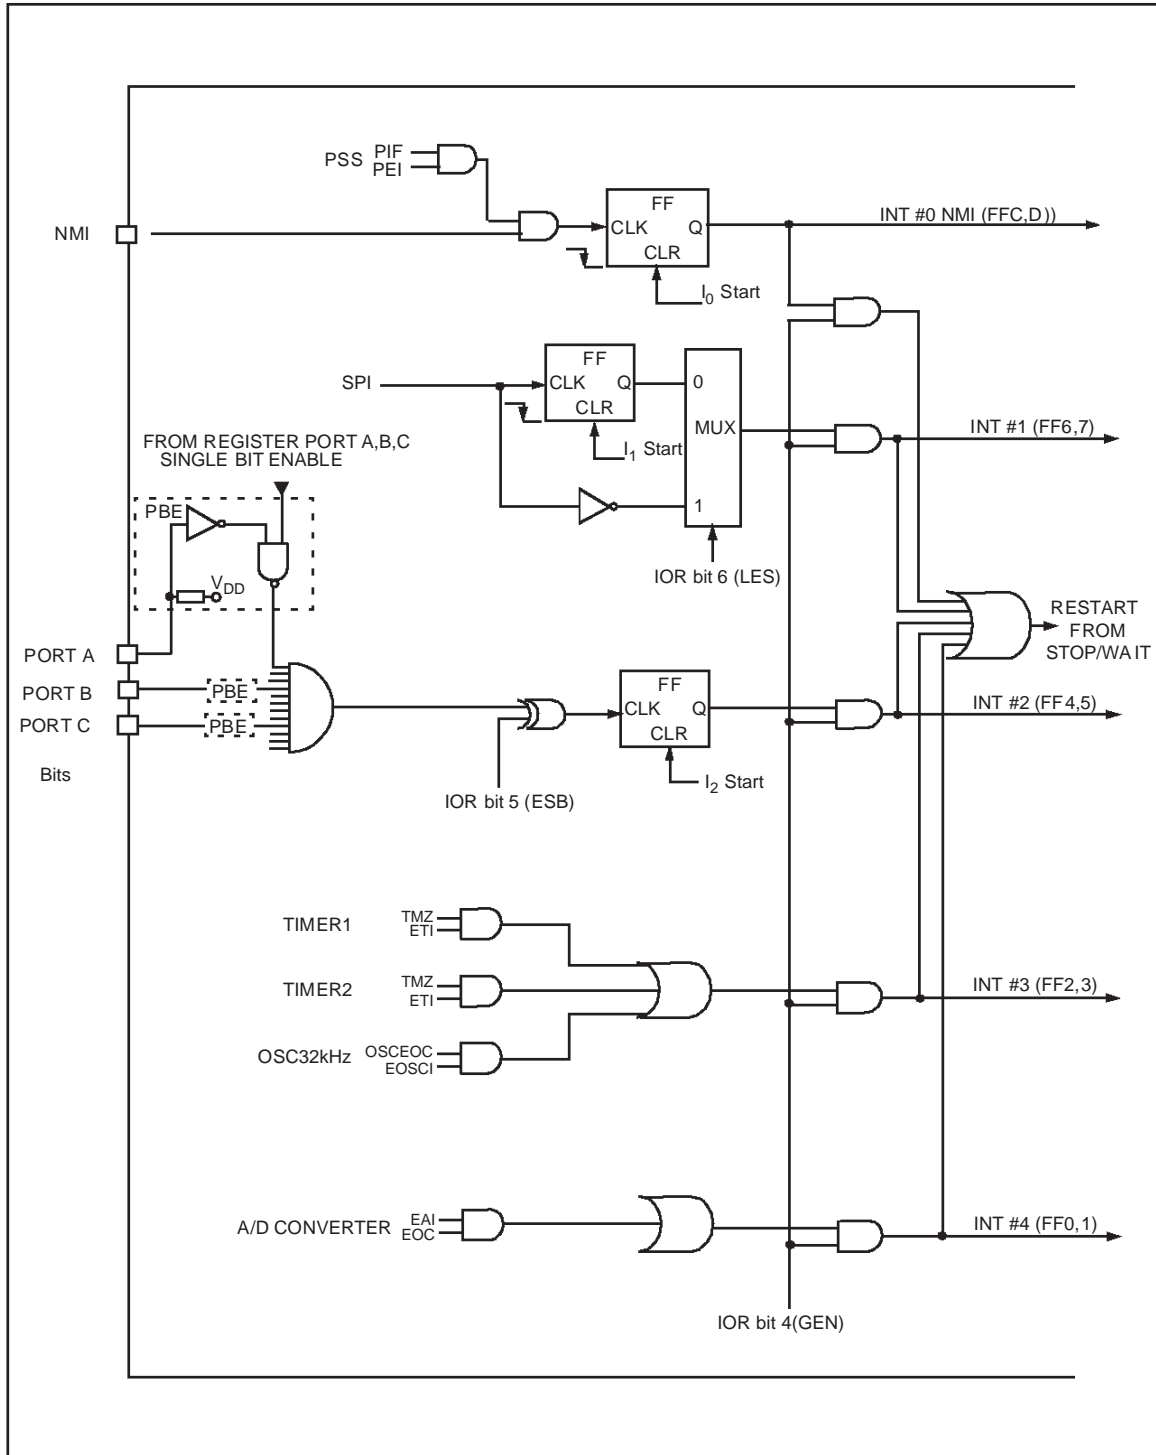 PSS
PIF
PEI
FF
CLK
Q
CLR
I0 Start
INT #0 NMI (FFC,D))
NMI
SPI
FF
CLK
Q
CLR
I1 Start
0
MUX
1
IOR bit 6 (LES)
INT #1 (FF6,7)
FROM REGISTER PORT A,B,C
SINGLE BIT ENABLE
PBE
VDD
PORT A
PORT B
PBE
PORT C
PBE
Bits
IOR bit 5 (ESB)
FF
CLK
Q
CLR
I2 Start
RESTART
FROM
STOP/WAIT
INT #2 (FF4,5)
TIMER1
TMZ
ETI
TIMER2
TMZ
ETI
OSC32kHz
OSCEOC
EOSCI
INT #3 (FF2,3)
A/D CONVERTER
EAI
EOC
INT #4 (FF0,1)
IOR bit 4(GEN)